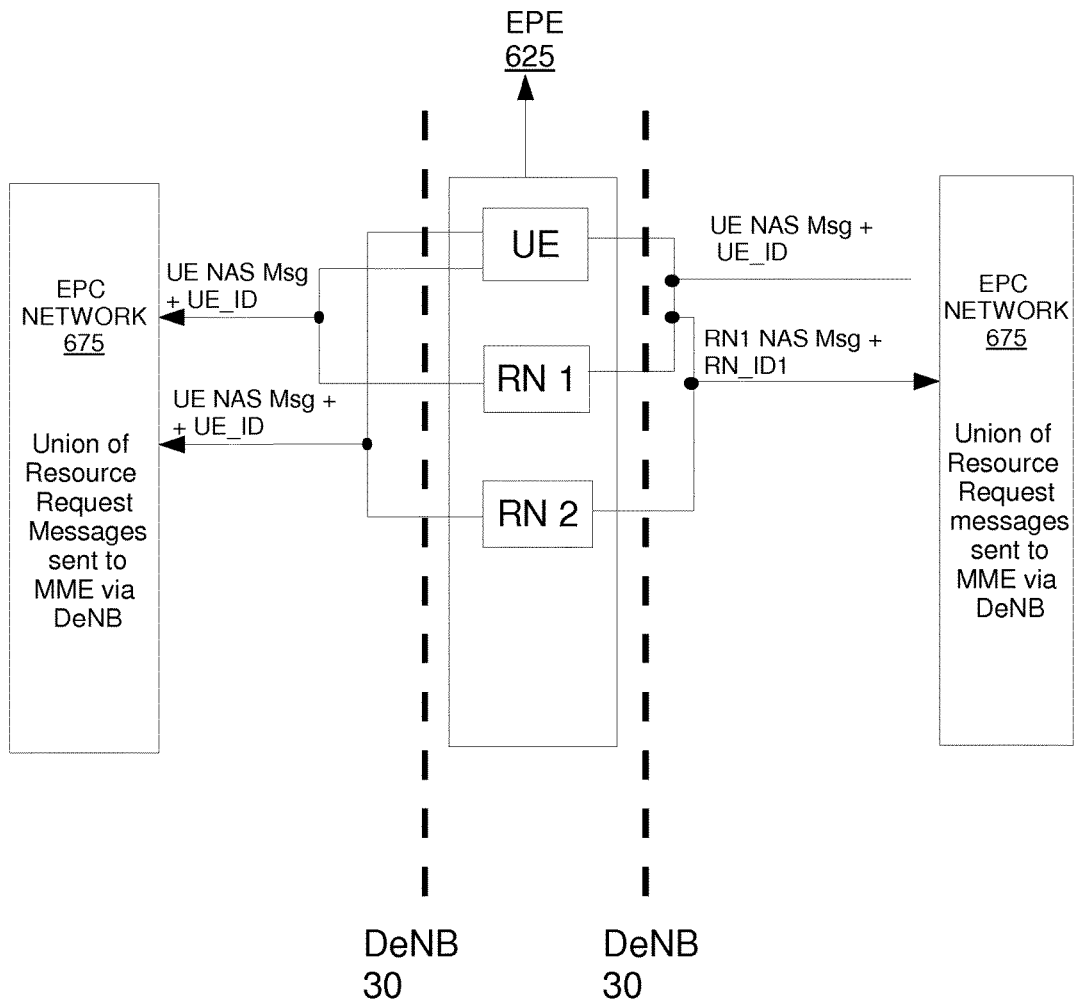 EPE
625
UE
RN 1
RN 2
UE NAS Msg
+ UE_ID
UE NAS Msg +
+ UE_ID
EPC
NETWORK
675
Union of
Resource
Request
Messages
sent to
MME via
DeNB
UE NAS Msg +
UE_ID
RN1 NAS Msg +
RN_ID1
EPC
NETWORK
675
Union of
Resource
Request
messages
sent to
MME via
DeNB
DeNB
30
DeNB
30